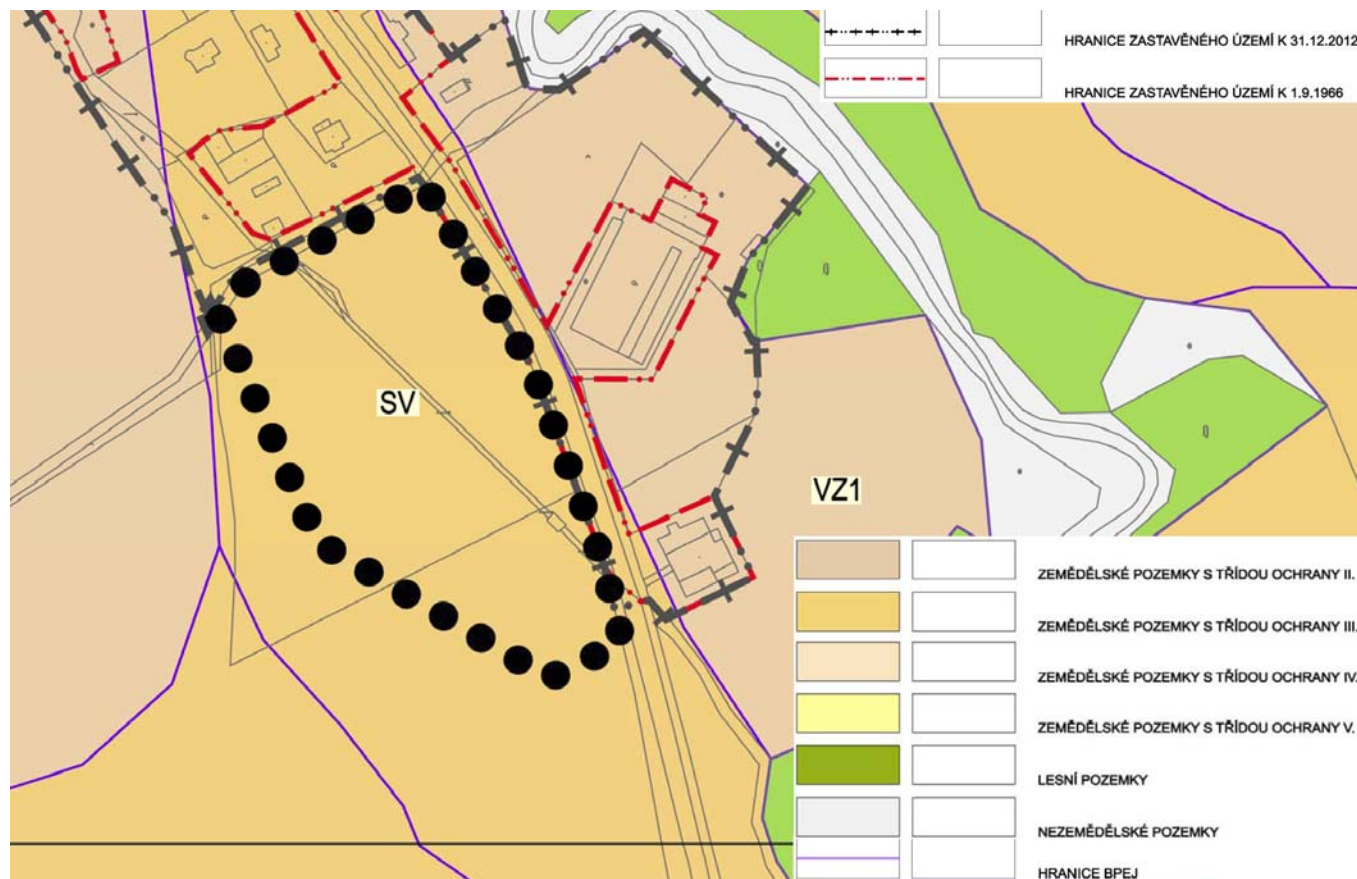 HRANICE ZASTAVĚNÉHO ÚZEMÍ K 31.12.2012
HRANICE ZASTAVĚNÉHO ÚZEMÍ K 1.9.1966
SV
VZ1
ZEMĚDĚLSKÉ POZEMKY S TŘÍDOU OCHRANY II.
ZEMĚDĚLSKÉ POZEMKY S TŘÍDOU OCHRANY III.
ZEMĚDĚLSKÉ POZEMKY S TŘÍDOU OCHRANY IV.
ZEMĚDĚLSKÉ POZEMKY S TŘÍDOU OCHRANY V.
LESNÍ POZEMKY
NEZEMĚDĚLSKÉ POZEMKY
HRANICE BPEJ